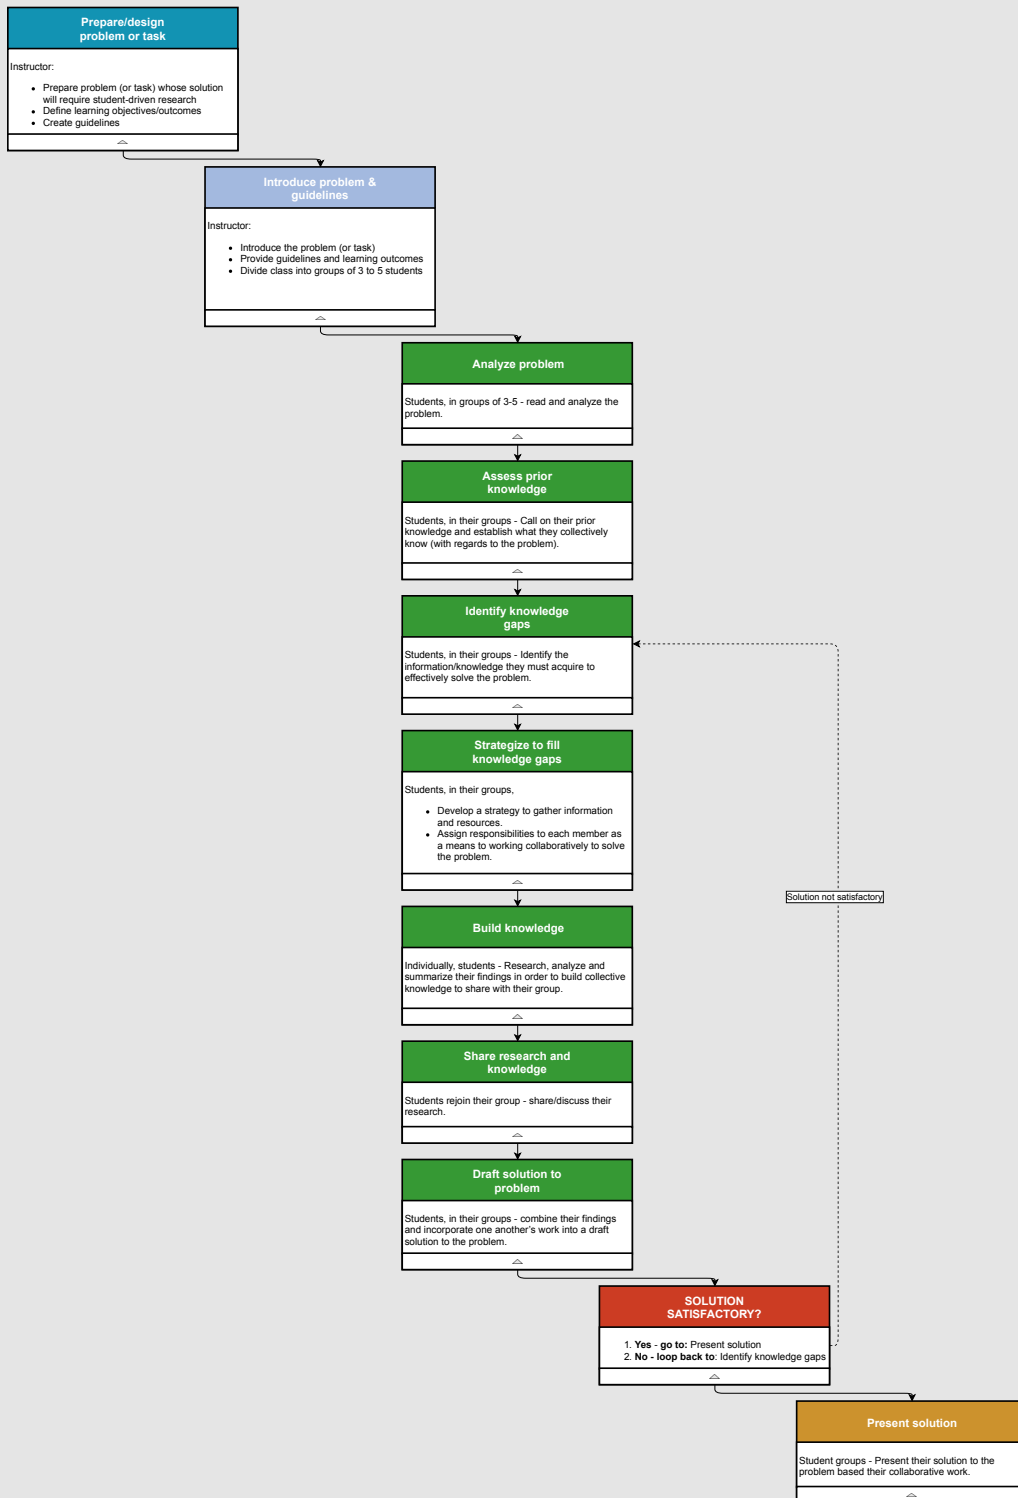 Prepare/design
problem or task
Instructor:
• Prepare problem (or task) whose solution
will require student-driven research
• Define learning objectives/outcomes
• Create guidelines
Introduce problem &
guidelines
Instructor:
• Introduce the problem (or task)
• Provide guidelines and learning outcomes
• Divide class into groups of 3 to 5 students
Analyze problem
Students, in groups of 3-5 - read and analyze the
problem.
Assess prior
knowledge
Students, in their groups - Call on their prior
knowledge and establish what they collectively
know (with regards to the problem).
Identify knowledge
gaps
Students, in their groups - Identify the
information/knowledge they must acquire to
effectively solve the problem.
Strategize to fill
knowledge gaps
Students, in their groups,
• Develop a strategy to gather information
and resources.
• Assign responsibilities to each member as
a means to working collaboratively to solve
the problem.
Solution not satisfactory
Build knowledge
Individually, students - Research, analyze and
summarize their findings in order to build collective
knowledge to share with their group.
Share research and
knowledge
Students rejoin their group - share/discuss their
research.
Draft solution to
problem
Students, in their groups - combine their findings
and incorporate one another's work into a draft
solution to the problem.
SOLUTION
SATISFACTORY?
1. Yes - go to: Present solution
2. No - loop back to: Identify knowledge gaps
Present solution
Student groups - Present their solution to the
problem based their collaborative work.